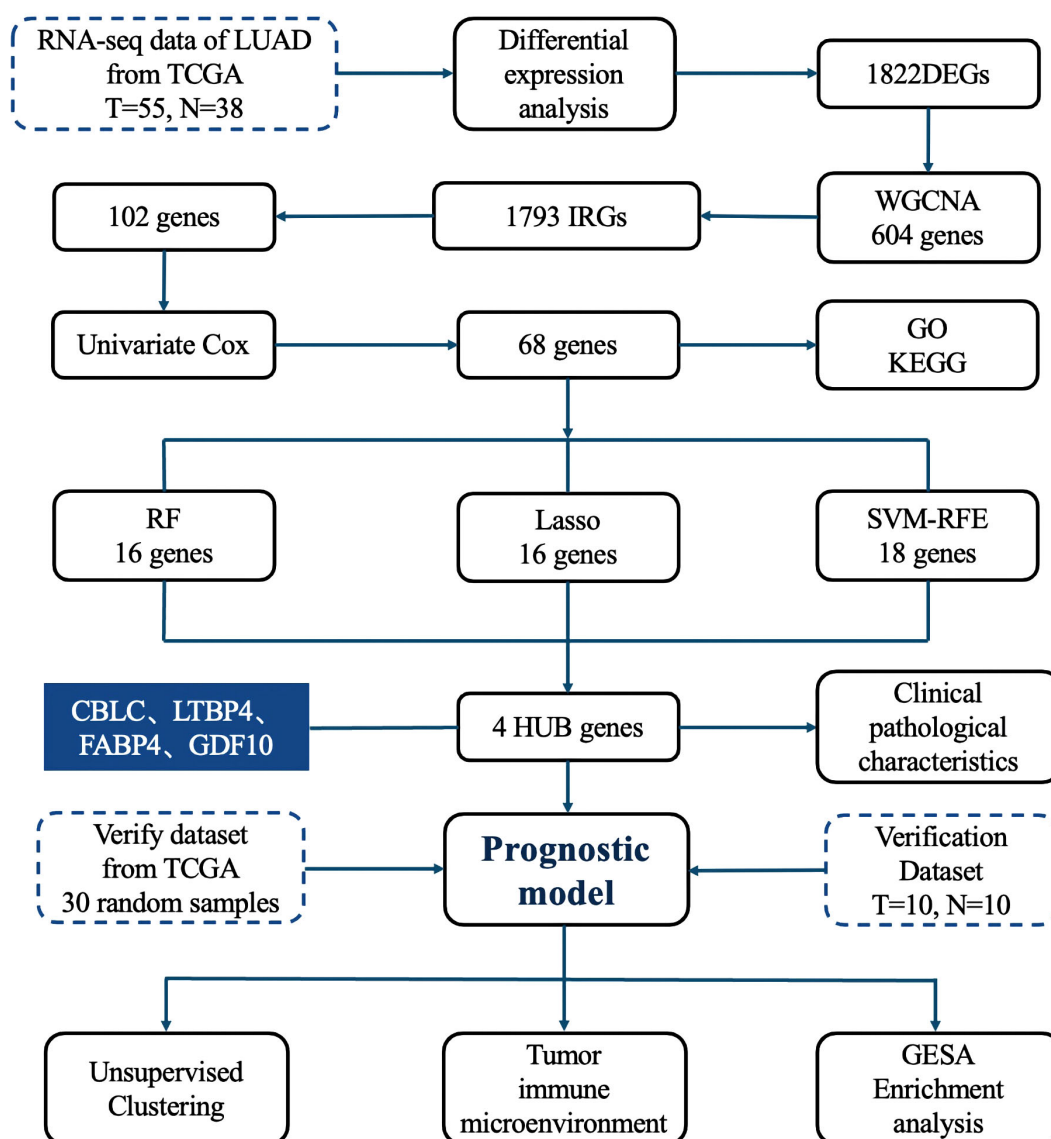 RNA-seq data of LUAD
from TCGA
T=55, N=38
Differential
expression
analysis
1822DEGs
102 genes
1793 IRGs
WGCNA
604 genes
Univariate Cox
68 genes
GO
KEGG
RF
16 genes
Lasso
16 genes
SVM-RFE
18 genes
CBLC、LTBP4、
FABP4、GDF10
4 HUB genes
Clinical
pathological
characteristics
Verify dataset
from TCGA
30 random samples
Prognostic
model
Verification
Dataset
T=10, N=10
Unsupervised
Clustering
Tumor
immune
microenvironment
GESA
Enrichment
analysis